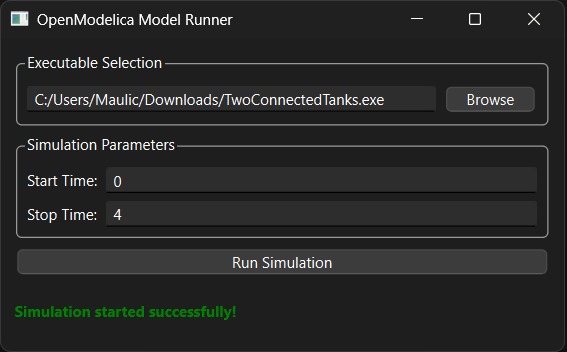 OpenModelica Model Runner
Executable Selection
C:/Users/Maulic/Downloads/TwoConnectedTanks.exe Browse
Simulation Parameters
Start Time: 0
Stop Time: 4
Run Simulation
Simulation started successfully!